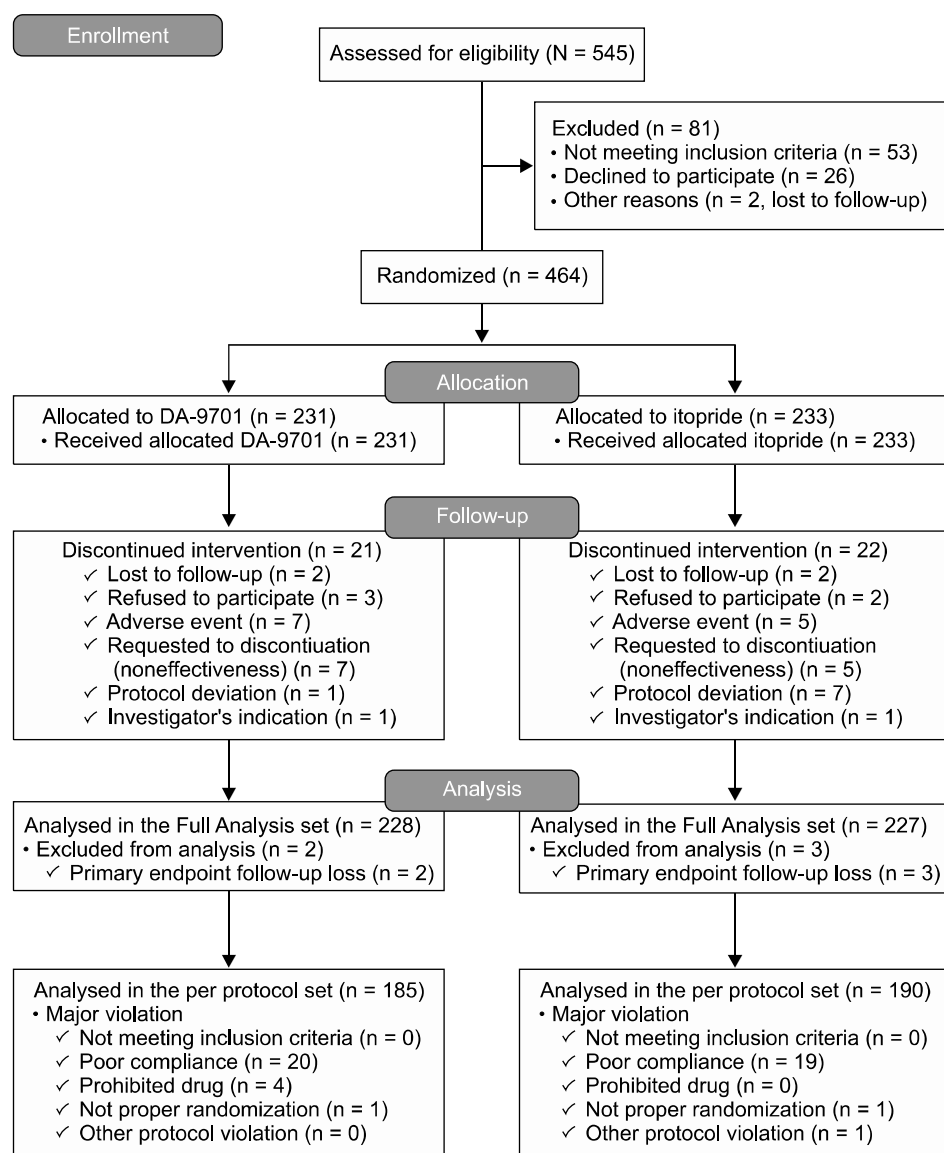 Enrollment
Assessed for eligibility (N = 545)
Excluded (n = 81)
• Not meeting inclusion criteria (n = 53)
• Declined to participate (n = 26)
• Other reasons (n = 2, lost to follow-up)
Randomized (n = 464)
Allocation
Allocated to DA-9701 (n = 231)
• Received allocated DA-9701 (n = 231)
Allocated to itopride (n = 233)
• Received allocated itopride (n = 233)
Follow-up
Discontinued intervention (n = 21)
✓ Lost to follow-up (n = 2)
✓ Refused to participate (n = 3)
✓ Adverse event (n = 7)
✓ Requested to discontiuation
(noneffectiveness) (n = 7)
✓ Protocol deviation (n = 1)
✓ Investigator's indication (n = 1)
Discontinued intervention (n = 22)
✓ Lost to follow-up (n = 2)
✓ Refused to participate (n = 2)
✓ Adverse event (n = 5)
✓ Requested to discontiuation
(noneffectiveness) (n = 5)
✓ Protocol deviation (n = 7)
✓ Investigator's indication (n = 1)
Analysis
Analysed in the Full Analysis set (n = 228)
• Excluded from analysis (n = 2)
✓ Primary endpoint follow-up loss (n = 2)
Analysed in the Full Analysis set (n = 227)
• Excluded from analysis (n = 3)
✓ Primary endpoint follow-up loss (n = 3)
Analysed in the per protocol set (n = 185)
• Major violation
✓ Not meeting inclusion criteria (n = 0)
✓ Poor compliance (n = 20)
✓ Prohibited drug (n = 4)
✓ Not proper randomization (n = 1)
✓ Other protocol violation (n = 0)
Analysed in the per protocol set (n = 190)
• Major violation
✓ Not meeting inclusion criteria (n = 0)
✓ Poor compliance (n = 19)
✓ Prohibited drug (n = 0)
✓ Not proper randomization (n = 1)
✓ Other protocol violation (n = 1)